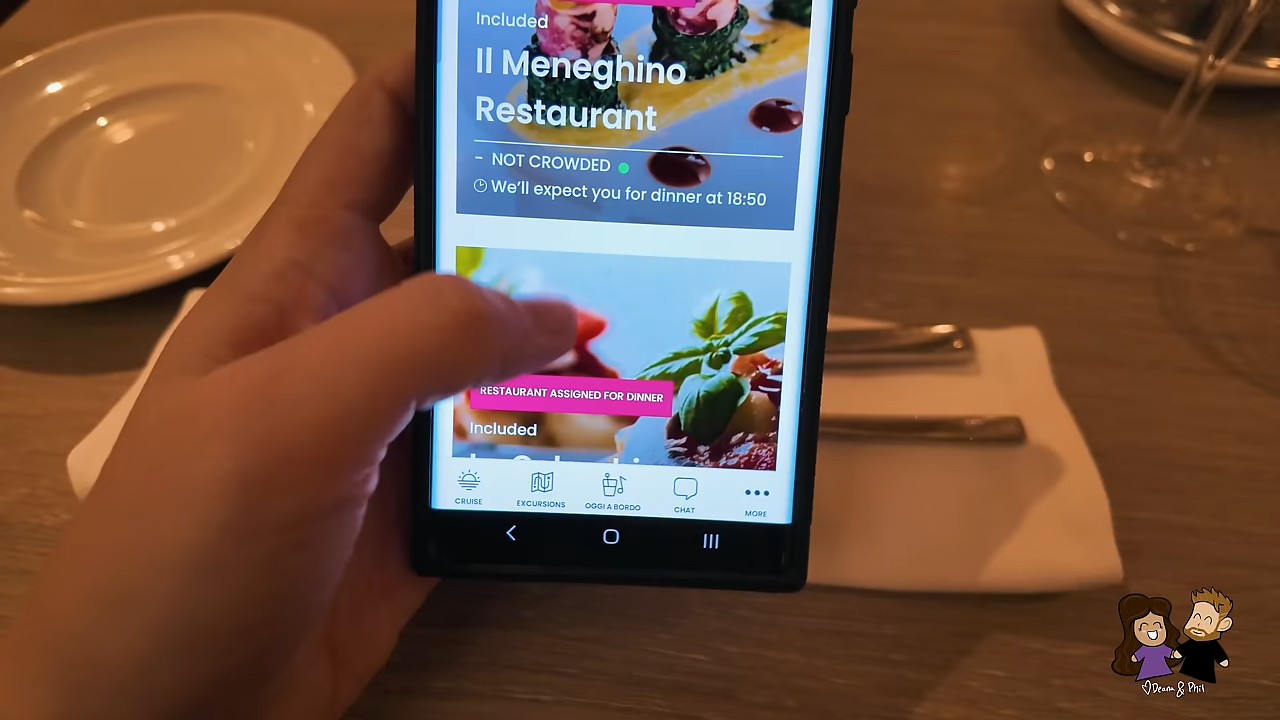 Included
Il Meneghino
Restaurant
- NOT CROWDED
We'll expect you for dinner at 18:50
RESTAURANT ASSIGNED FOR DINNER
Included
CRUISE
EXCURSIONS
OGGI A BORDO
CHAT
MORE
Deana & Phil